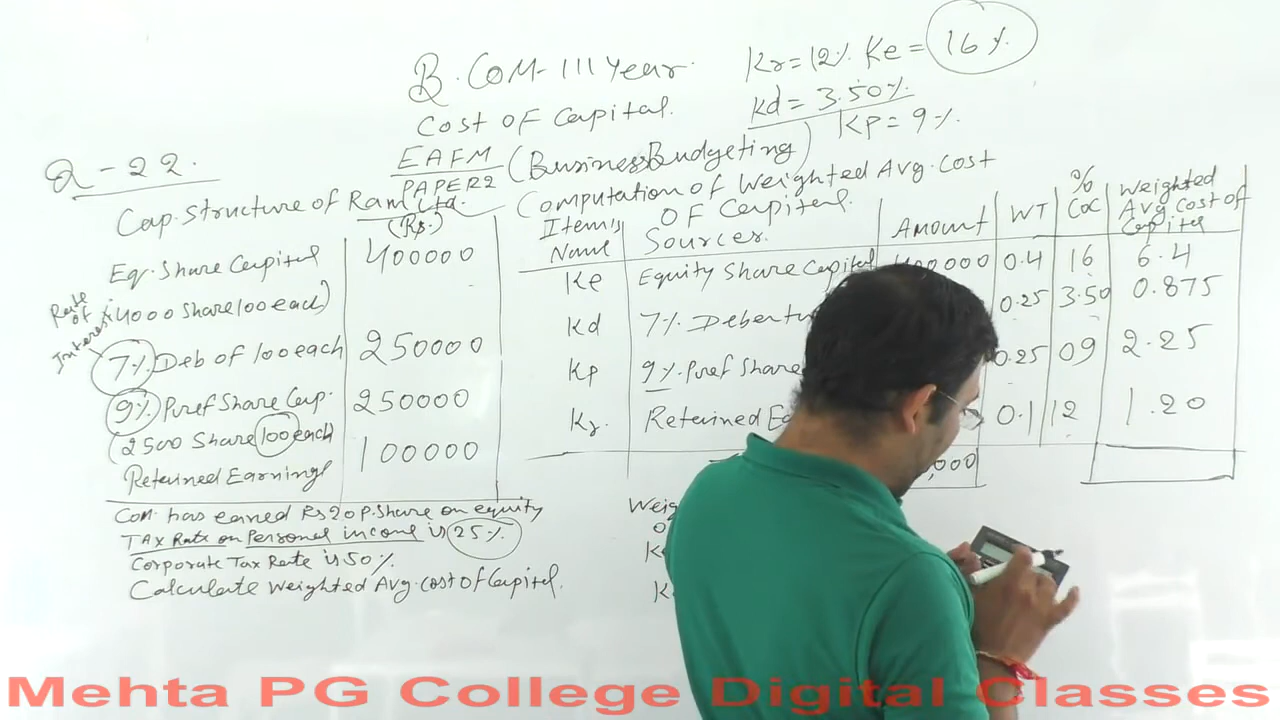 B.COM-III Year.
Kr=12% Ke = 16%.
Cost of Capital.
Kd = 3.50%.
Kp = 9%.
Q-22.
EAFM (Business Budgeting)
PAPER2
Cap. Structure of Ram Ltd.
(Rs.)
Computation of Weighted Avg. Cost
OF Capital.
Item's Name
Sources.
Amount
WT
% COC
Weighted Avg. Cost of Capital
Eq. Share Capital 400000
(4000 Share 100 each)
Rate of Interest
7% Deb of 100 each 250000
9% Pref Share Cap. 250000
(2500 Share 100 each
Retained Earnings 100000
Ke Equity Share Capital 400,000 0.4 16 6.4
Kd 7%. 0.25 3.50 0.875
Kp 9%. Pref Share 0.25 09 2.25
Kr. Retained 0.1 12 1.20
,000
Com. has earned Rs 20 P. Share on equity
TAX Rate on Personal income is 25%
Corporate Tax Rate is 50%.
Calculate Weighted Avg. Cost of Capital.
Mehta PG College Digital Classes